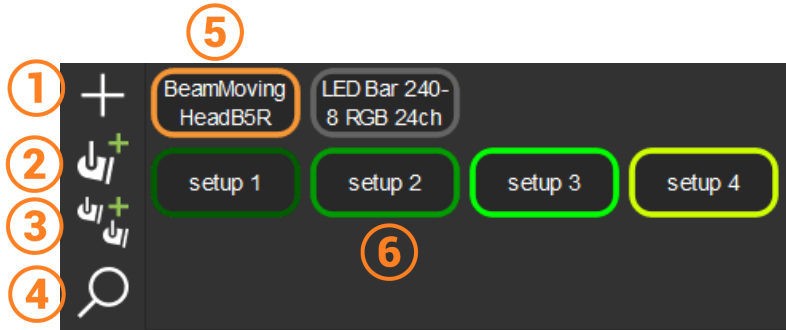 5
1
BeamMoving
HeadB5R
LED Bar 240-
8 RGB 24ch
2
setup 1
setup 2
setup 3
setup 4
3
6
4